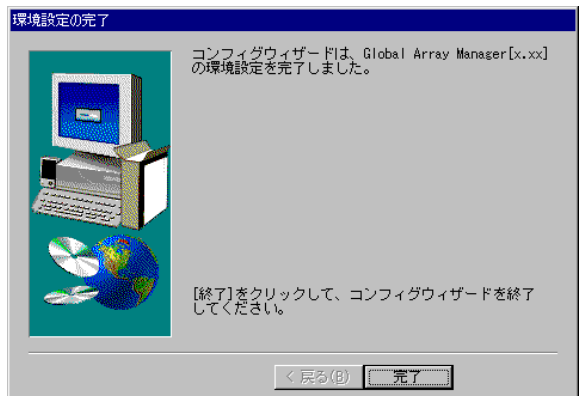 環境設定の完了
コンフィグウィザードは、Global Array Manager[x.xx]
の環境設定を完了しました。
[終了]をクリックして、コンフィグウィザードを終了
してください。
< 戻る(B)
完了